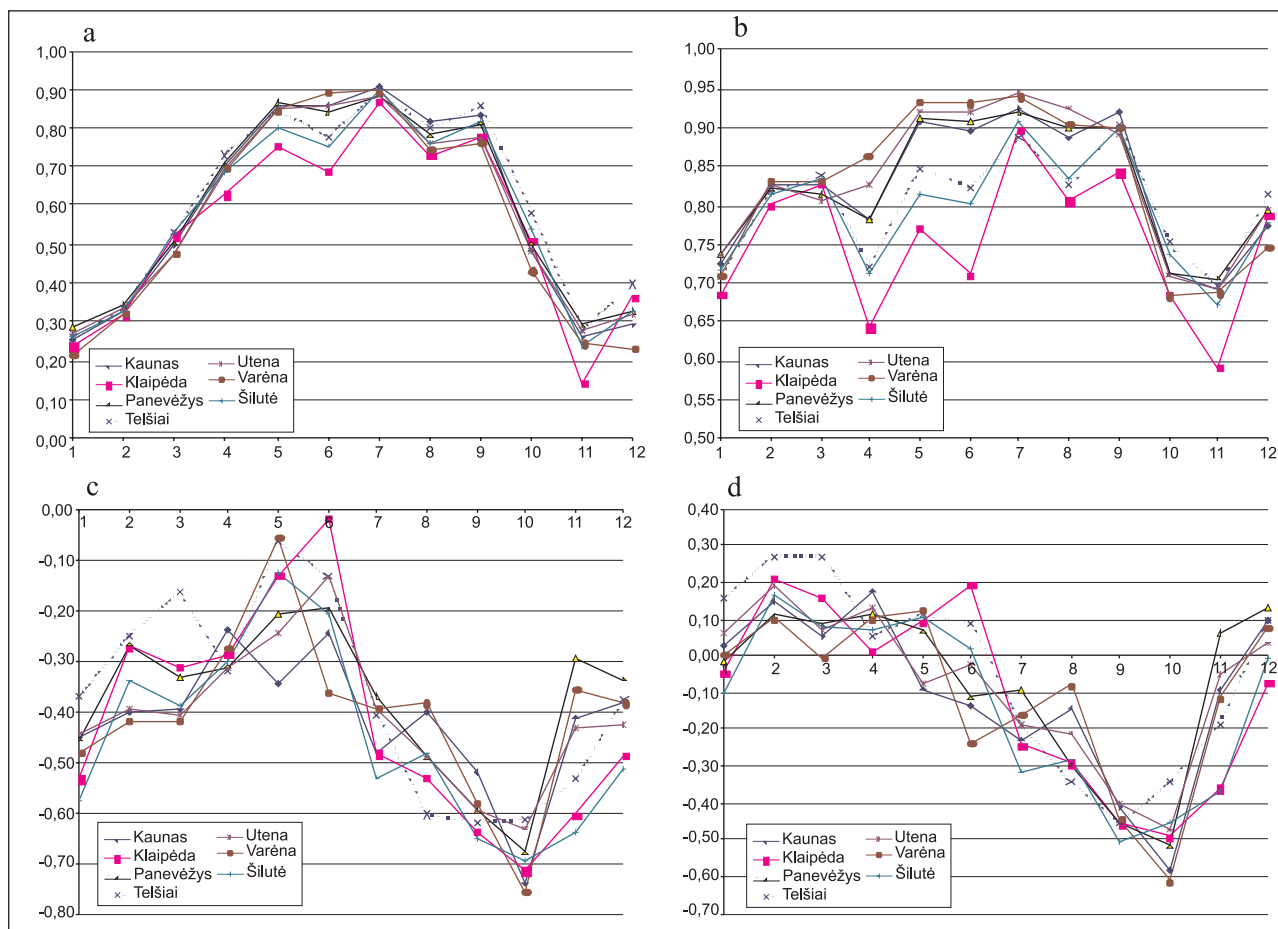 a
1,00
0,90
0,80
0,70
0,60
0,50
0,40
0,30
0,20
0,10
0,00
1 2 3 4 5 6 7 8 9 10 11 12
Kaunas Utena
Klaipėda Varėna
Panevėžys Šilutė
Telšiai
b
1,00
0,95
0,90
0,85
0,80
0,75
0,70
0,65
0,60
0,55
0,50
1 2 3 4 5 6 7 8 9 10 11 12
Kaunas Utena
Klaipėda Varėna
Panevėžys Šilutė
Telšiai
c
0,00
-0,10
-0,20
-0,30
-0,40
-0,50
-0,60
-0,70
-0,80
1 2 3 4 5 6 7 8 9 10 11 12
Kaunas Utena
Klaipėda Varėna
Panevėžys Šilutė
Telšiai
d
0,40
0,30
0,20
0,10
0,00
-0,10
-0,20
-0,30
-0,40
-0,50
-0,60
-0,70
2 3 4 5 6 7 8 9 10 11 12
Kaunas Utena
Klaipėda Varėna
Panevėžys Šilutė
Telšiai